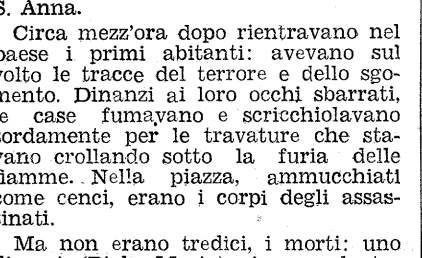 S. Anna.
Circa mezz'ora dopo rientravano nel
paese i primi abitanti: avevano sul
volto le tracce del terrore e dello sgo-
mento. Dinanzi ai loro occhi sbarrati,
le case fumavano e scricchiolavano
sordamente per le travature che sta-
vano crollando sotto la furia delle
fiamme. Nella piazza, ammucchiati
come cenci, erano i corpi degli assas-
sinati.
Ma non erano tredici, i morti: uno